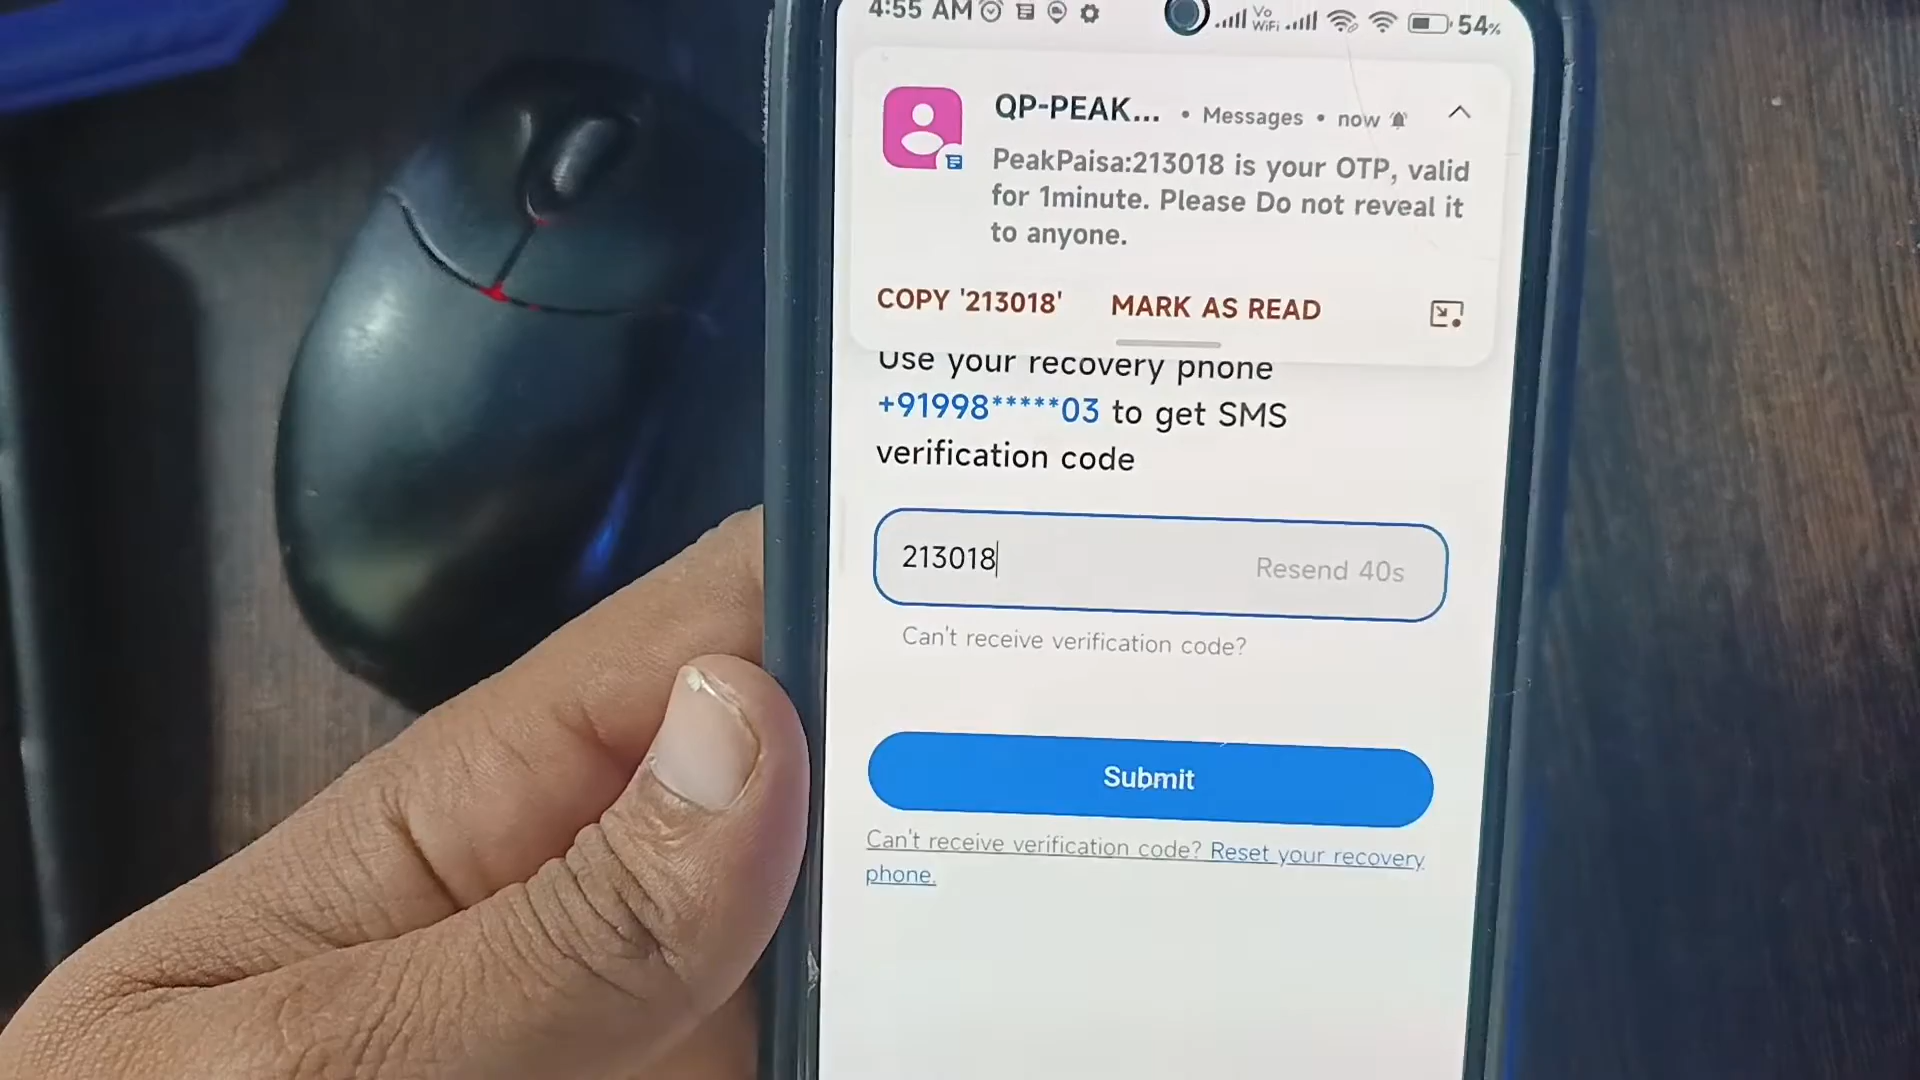 4:55 AM Vo WiFi 54%
QP-PEAK... • Messages • now
PeakPaisa:213018 is your OTP, valid
for 1minute. Please Do not reveal it
to anyone.
COPY '213018' MARK AS READ
Use your recovery phone
+91998*****03 to get SMS
verification code
213018 Resend 40s
Can't receive verification code?
Submit
Can't receive verification code? Reset your recovery
phone.